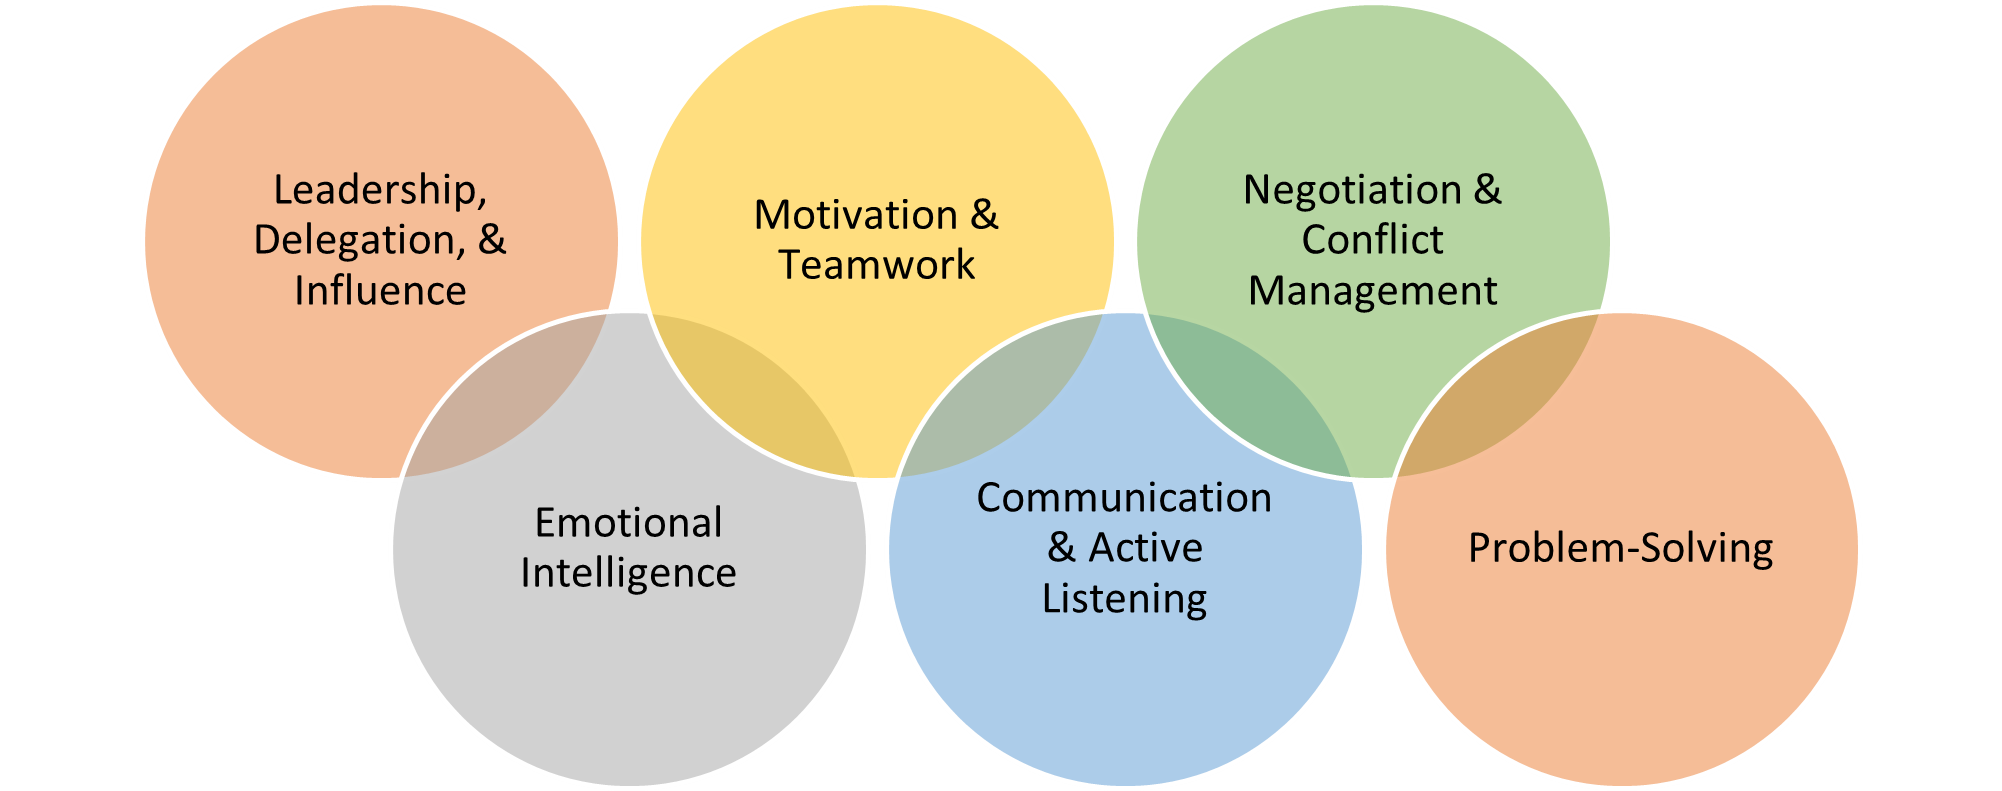 Leadership,
Delegation, &
Influence
Emotional
Intelligence
Motivation &
Teamwork
Communication
& Active
Listening
Negotiation &
Conflict
Management
Problem-Solving